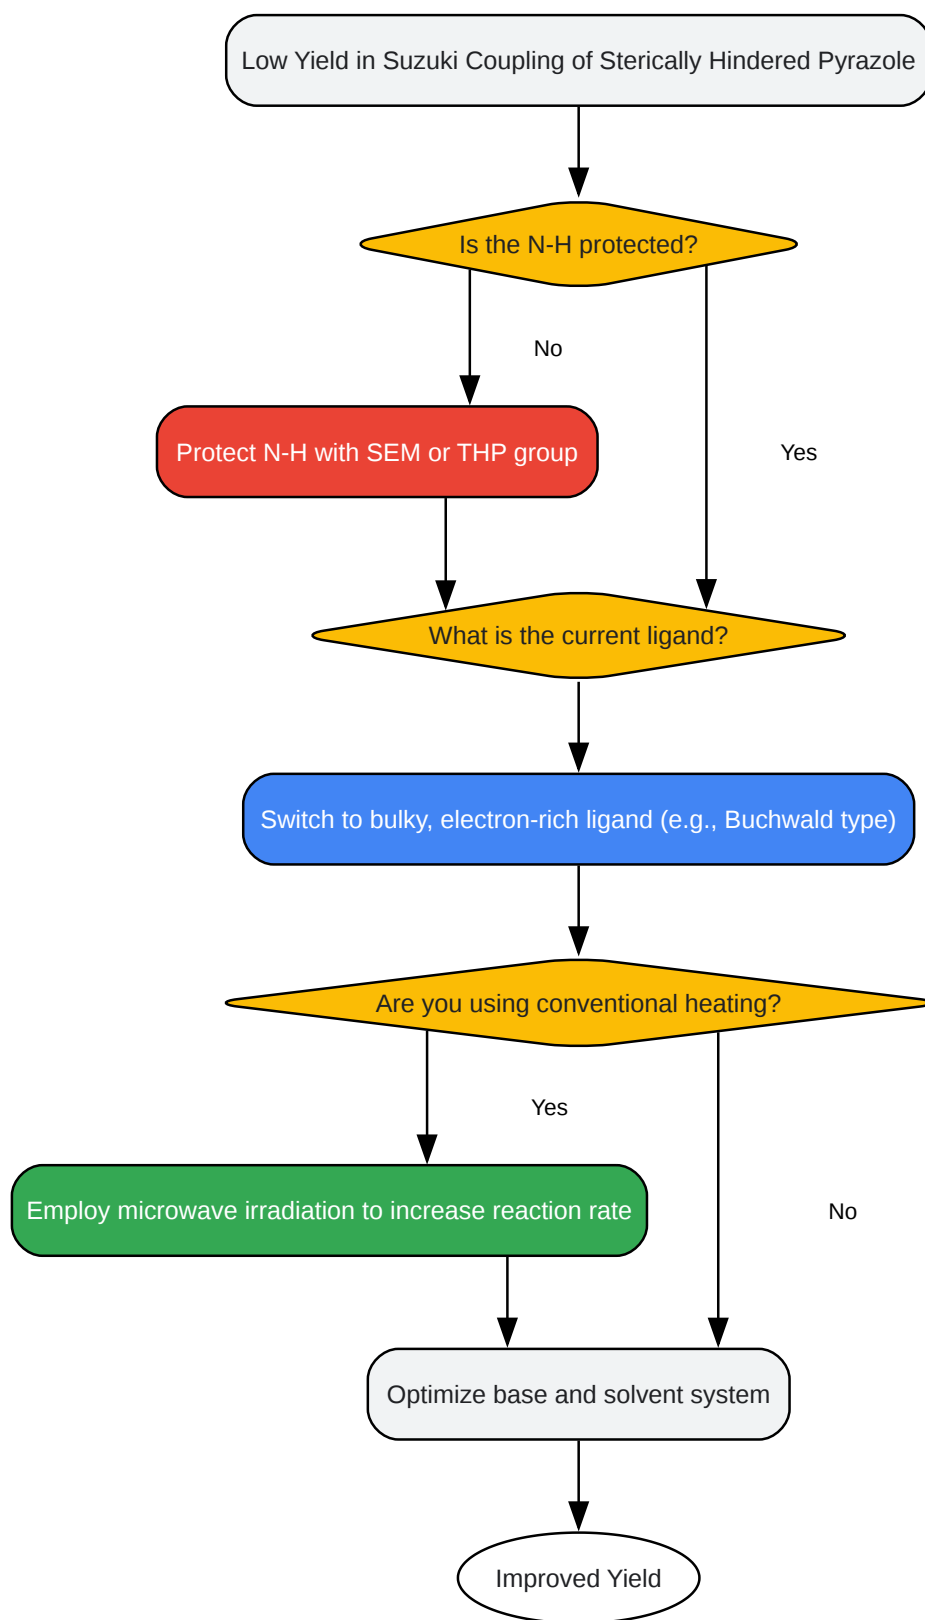 Low Yield in Suzuki Coupling of Sterically Hindered Pyrazole
Is the N-H protected?
No
Protect N-H with SEM or THP group
Yes
What is the current ligand?
Switch to bulky, electron-rich ligand (e.g., Buchwald type)
Are you using conventional heating?
Yes
Employ microwave irradiation to increase reaction rate
No
Optimize base and solvent system
Improved Yield